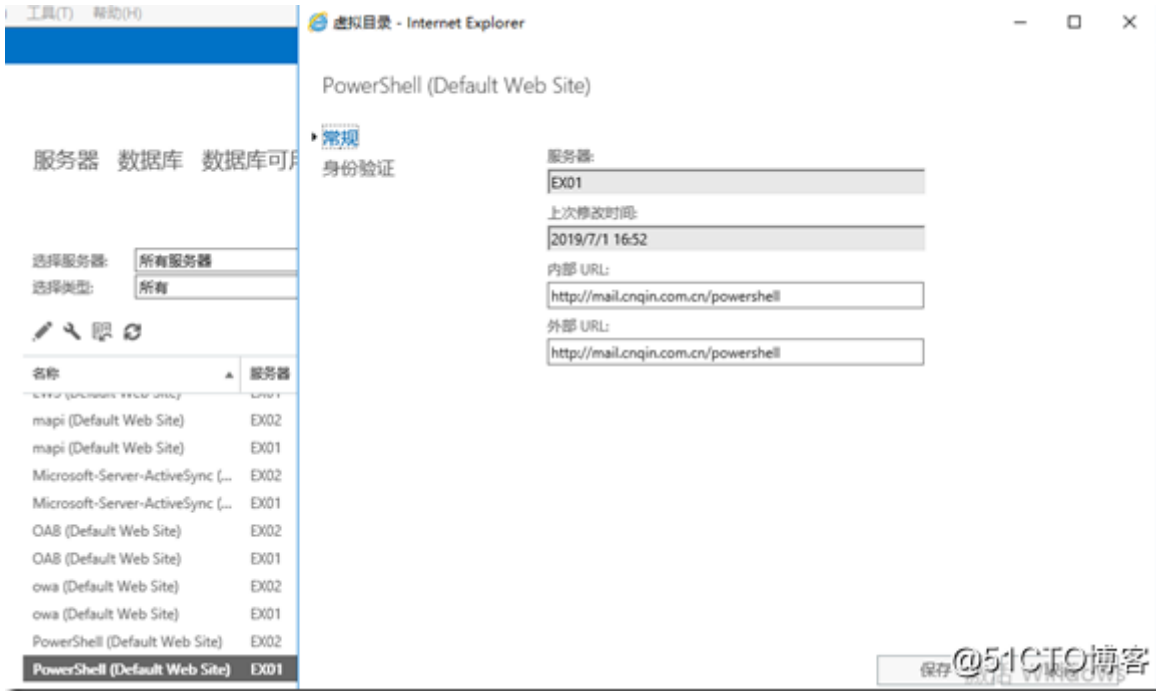 工具(T) 帮助(H)
虚拟目录 - Internet Explorer
PowerShell (Default Web Site)
常规
身份验证
服务器:
EX01
上次修改时间:
2019/7/1 16:52
内部 URL:
http://mail.cnqin.com.cn/powershell
外部 URL:
http://mail.cnqin.com.cn/powershell
服务器 数据库 数据库可用
选择服务器: 所有服务器
选择类型: 所有
名称 服务器
EWS (Default Web Site) EX01
mapi (Default Web Site) EX02
mapi (Default Web Site) EX01
Microsoft-Server-ActiveSync (... EX02
Microsoft-Server-ActiveSync (... EX01
OAB (Default Web Site) EX02
OAB (Default Web Site) EX01
owa (Default Web Site) EX02
owa (Default Web Site) EX01
PowerShell (Default Web Site) EX02
PowerShell (Default Web Site) EX01
保存
@51CTO博客